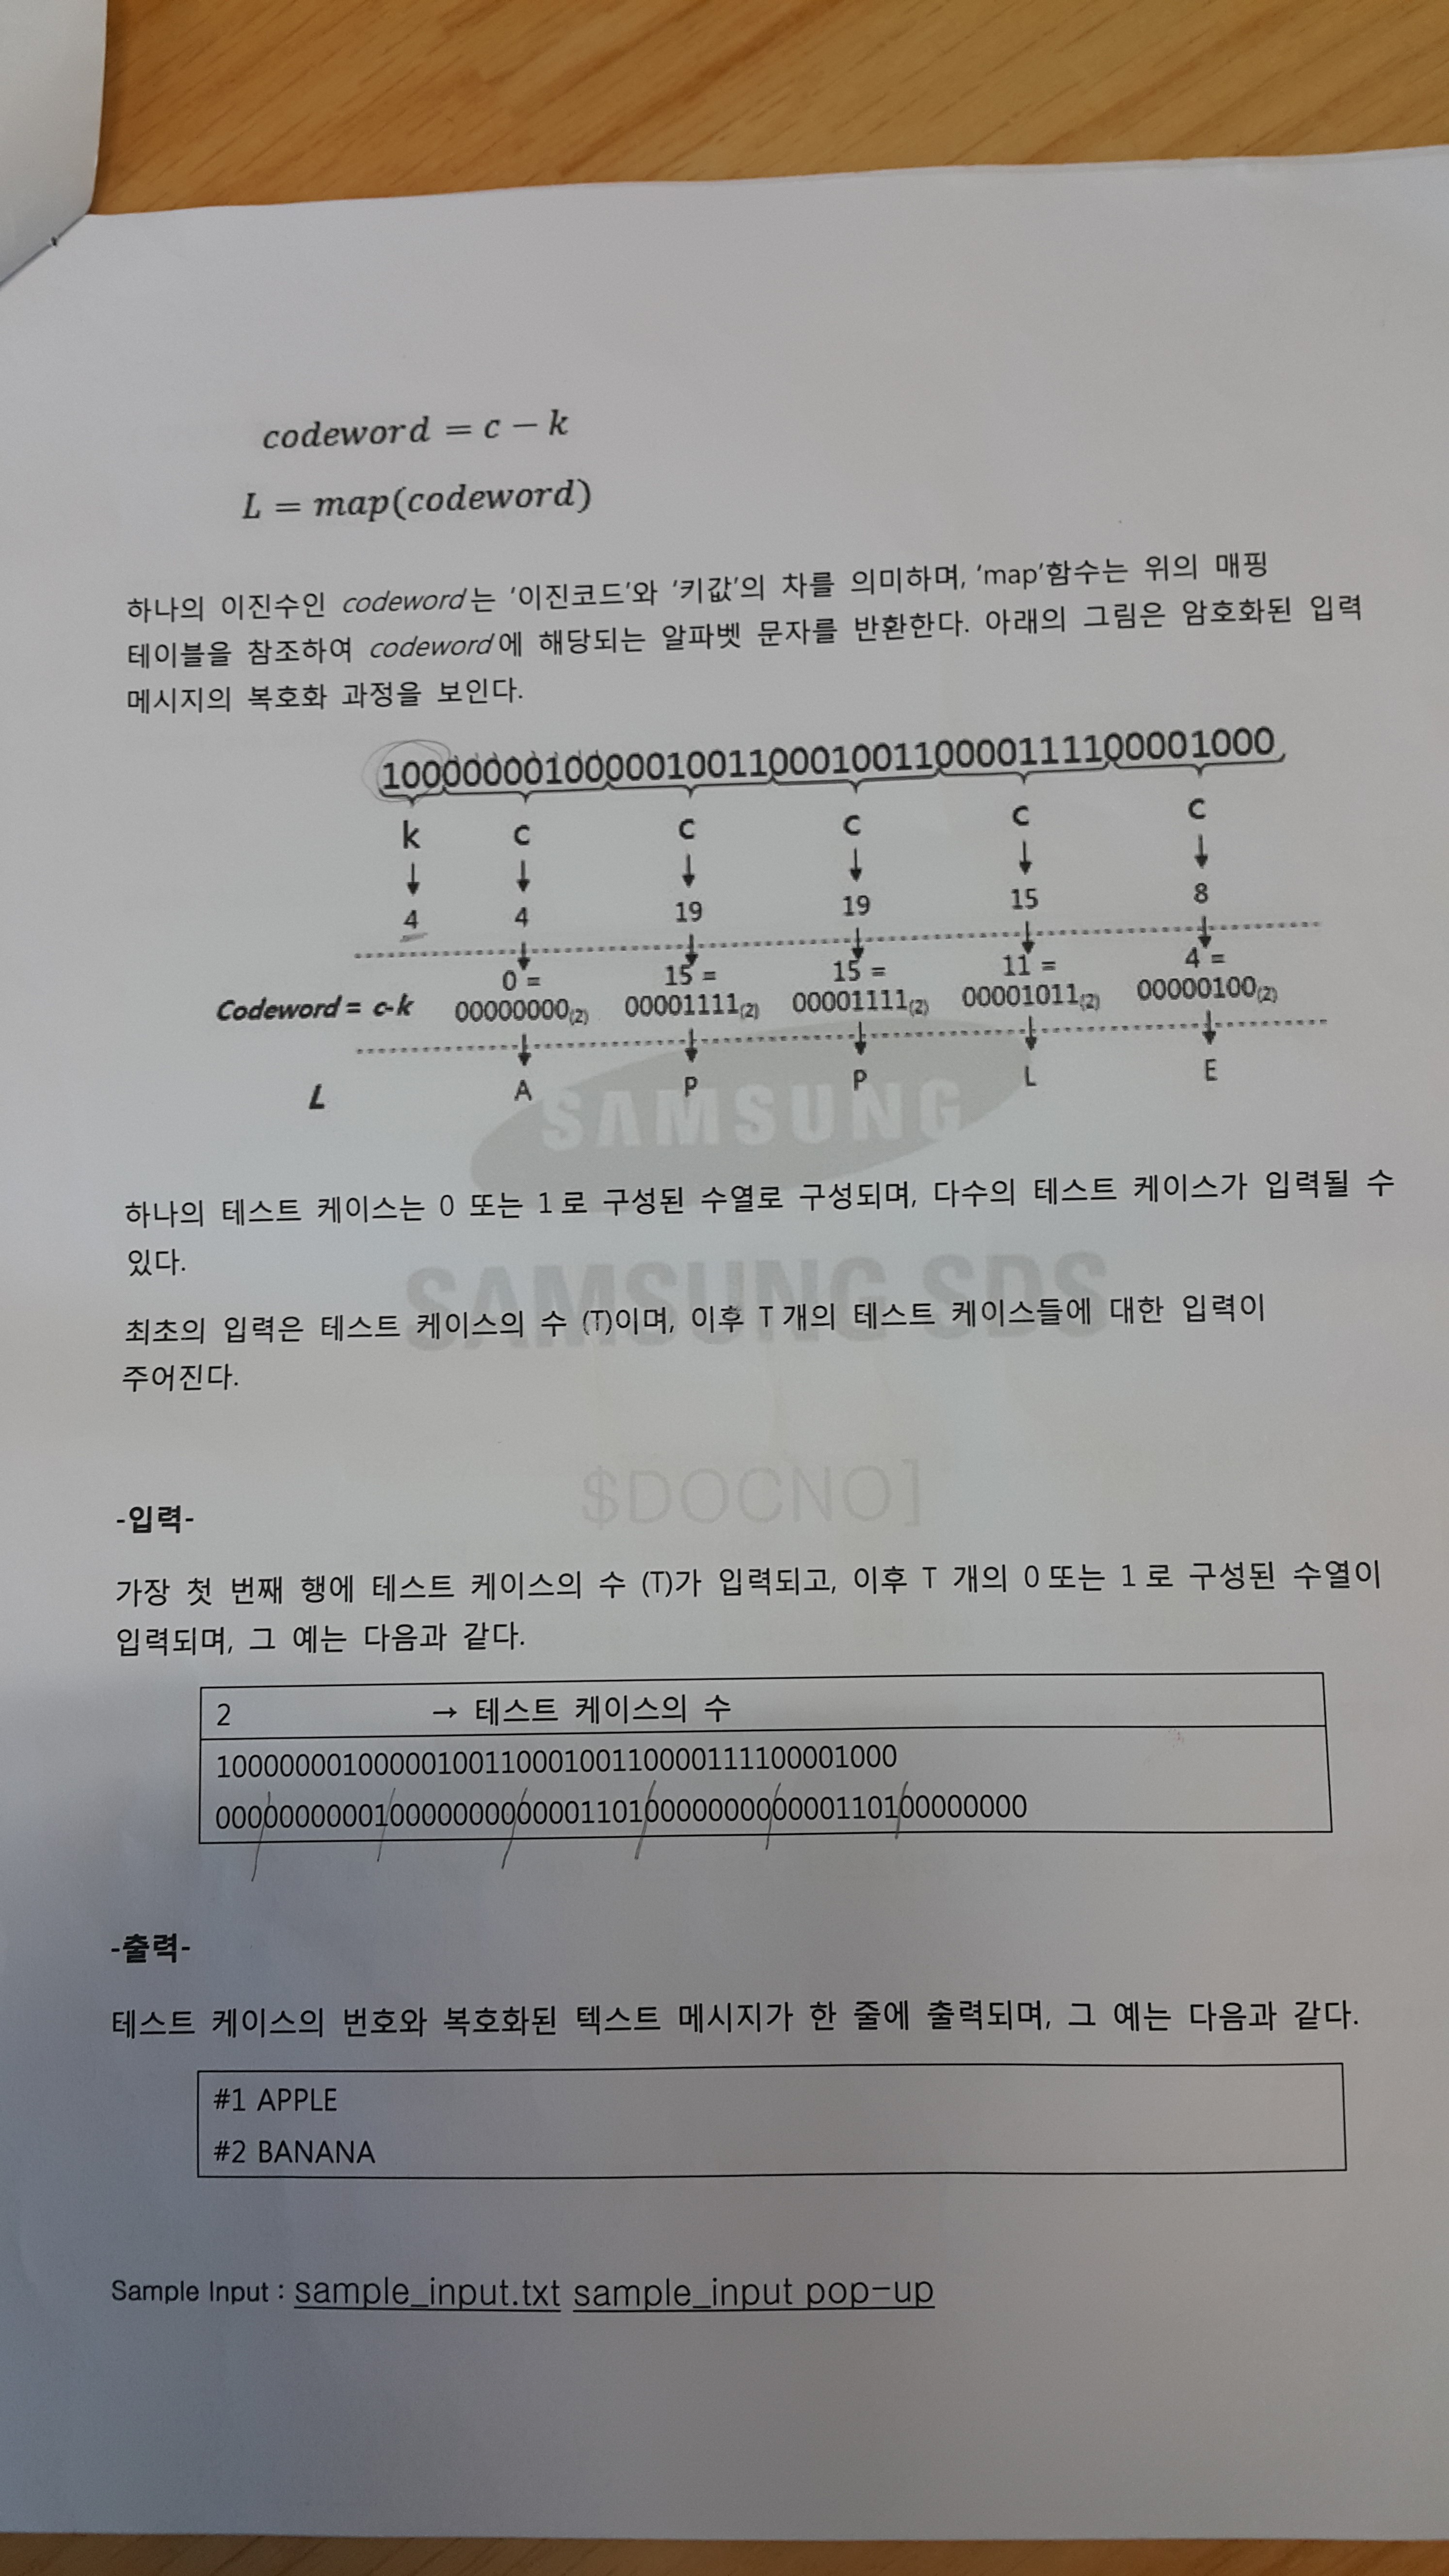 codeword = c − k
L = map(codeword)
하나의 이진수인 codeword는 '이진코드'와 '키값'의 차를 의미하며, 'map'함수는 위의 매핑
테이블을 참조하여 codeword에 해당되는 알파벳 문자를 반환한다. 아래의 그림은 암호화된 입력
메시지의 복호화 과정을 보인다.
1000000010000010011000100110000111100001000
k c c c c c
4 4 19 19 15 8
0 = 15 = 15 = 11 = 4 =
Codeword = c-k 00000000(2) 00001111(2) 00001111(2) 00001011(2) 00000100(2)
L A P P L E
SAMSUNG
하나의 테스트 케이스는 0 또는 1로 구성된 수열로 구성되며, 다수의 테스트 케이스가 입력될 수
있다.
SAMSUNG SDS
최초의 입력은 테스트 케이스의 수 (T)이며, 이후 T개의 테스트 케이스들에 대한 입력이
주어진다.
$DOCNO]
-입력-
가장 첫 번째 행에 테스트 케이스의 수 (T)가 입력되고, 이후 T 개의 0또는 1로 구성된 수열이
입력되며, 그 예는 다음과 같다.
2 → 테스트 케이스의 수
1000000010000010011000100110000111100001000
000000000010000000000001101000000000000110100000000
-출력-
테스트 케이스의 번호와 복호화된 텍스트 메시지가 한 줄에 출력되며, 그 예는 다음과 같다.
#1 APPLE
#2 BANANA
Sample Input : sample_input.txt sample_input pop-up